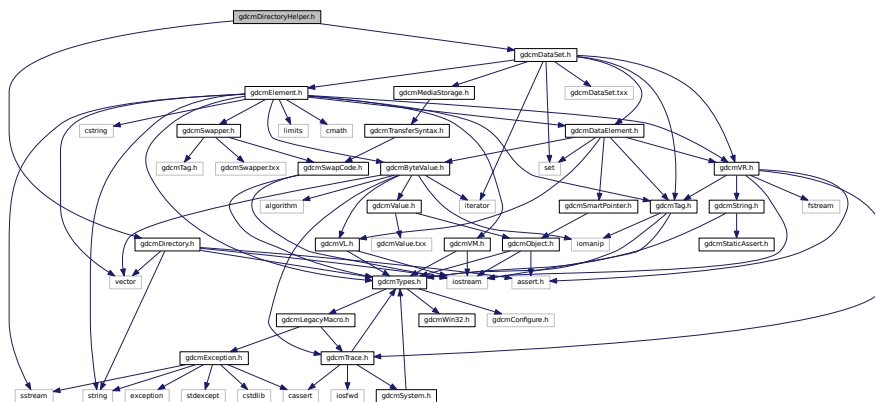 gdcmDirectoryHelper.h
gdcmDataSet.h
gdcmElement.h
gdcmMediaStorage.h
gdcmDataSet.txx
cstring
gdcmSwapper.h
limits
cmath
gdcmTransferSyntax.h
gdcmDataElement.h
gdcmTag.h
gdcmSwapper.txx
gdcmSwapCode.h
gdcmByteValue.h
set
gdcmVR.h
algorithm
gdcmValue.h
iterator
gdcmSmartPointer.h
gdcmTag.h
gdcmString.h
fstream
gdcmDirectory.h
gdcmVL.h
gdcmValue.txx
gdcmVM.h
gdcmObject.h
iomanip
gdcmStaticAssert.h
vector
gdcmTypes.h
iostream
assert.h
gdcmLegacyMacro.h
gdcmWin32.h
gdcmConfigure.h
gdcmException.h
gdcmTrace.h
sstream
string
exception
stdexcept
cstdlib
cassert
iosfwd
gdcmSystem.h